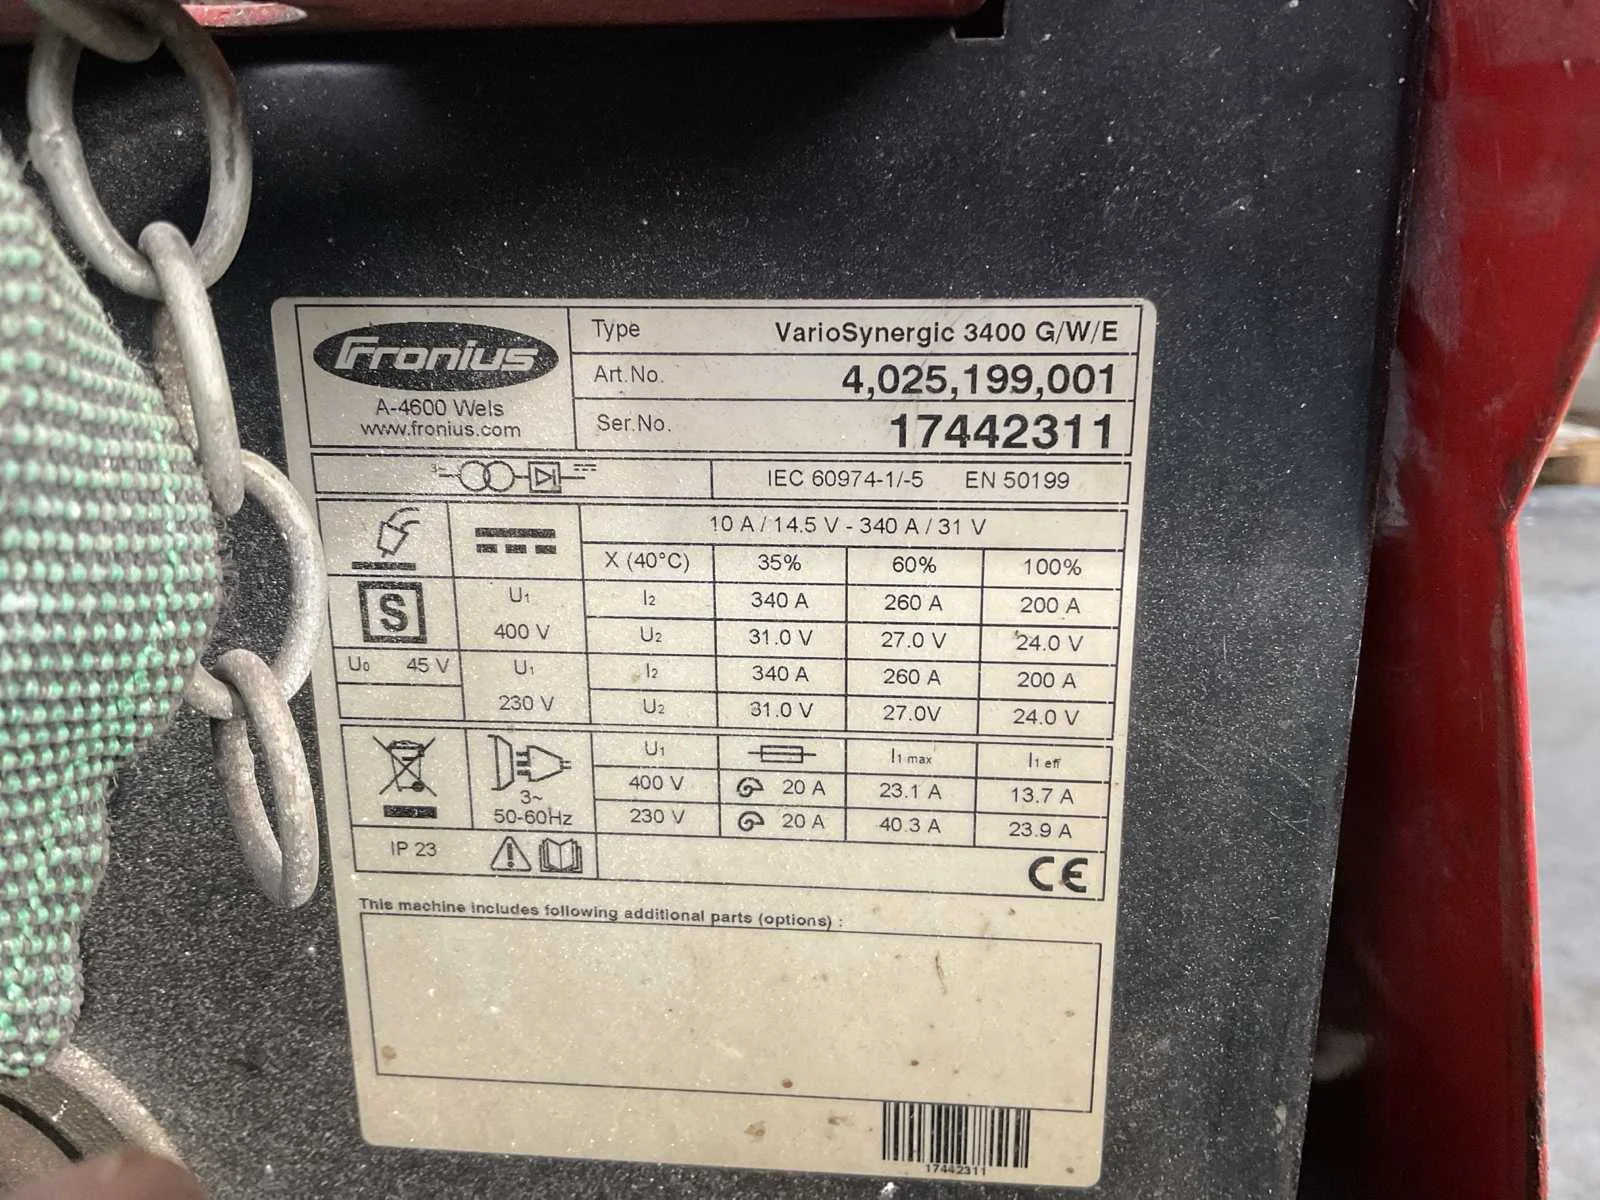 Fronius
A-4600 Wels
www.fronius.com
Type VarioSynergic 3400 G/W/E
Art.No. 4,025,199,001
Ser.No. 17442311
3~ IEC 60974-1/-5 EN 50199
10 A / 14.5 V - 340 A / 31 V
X (40°C) 35% 60% 100%
S U1 400 V I2 340 A 260 A 200 A
U2 31.0 V 27.0 V 24.0 V
U0 45 V U1 230 V I2 340 A 260 A 200 A
U2 31.0 V 27.0V 24.0 V
U1 I1 max I1 eff
3~ 50-60Hz 400 V 20 A 23.1 A 13.7 A
230 V 20 A 40.3 A 23.9 A
IP 23 CE
This machine includes following additional parts (options) :
17442311